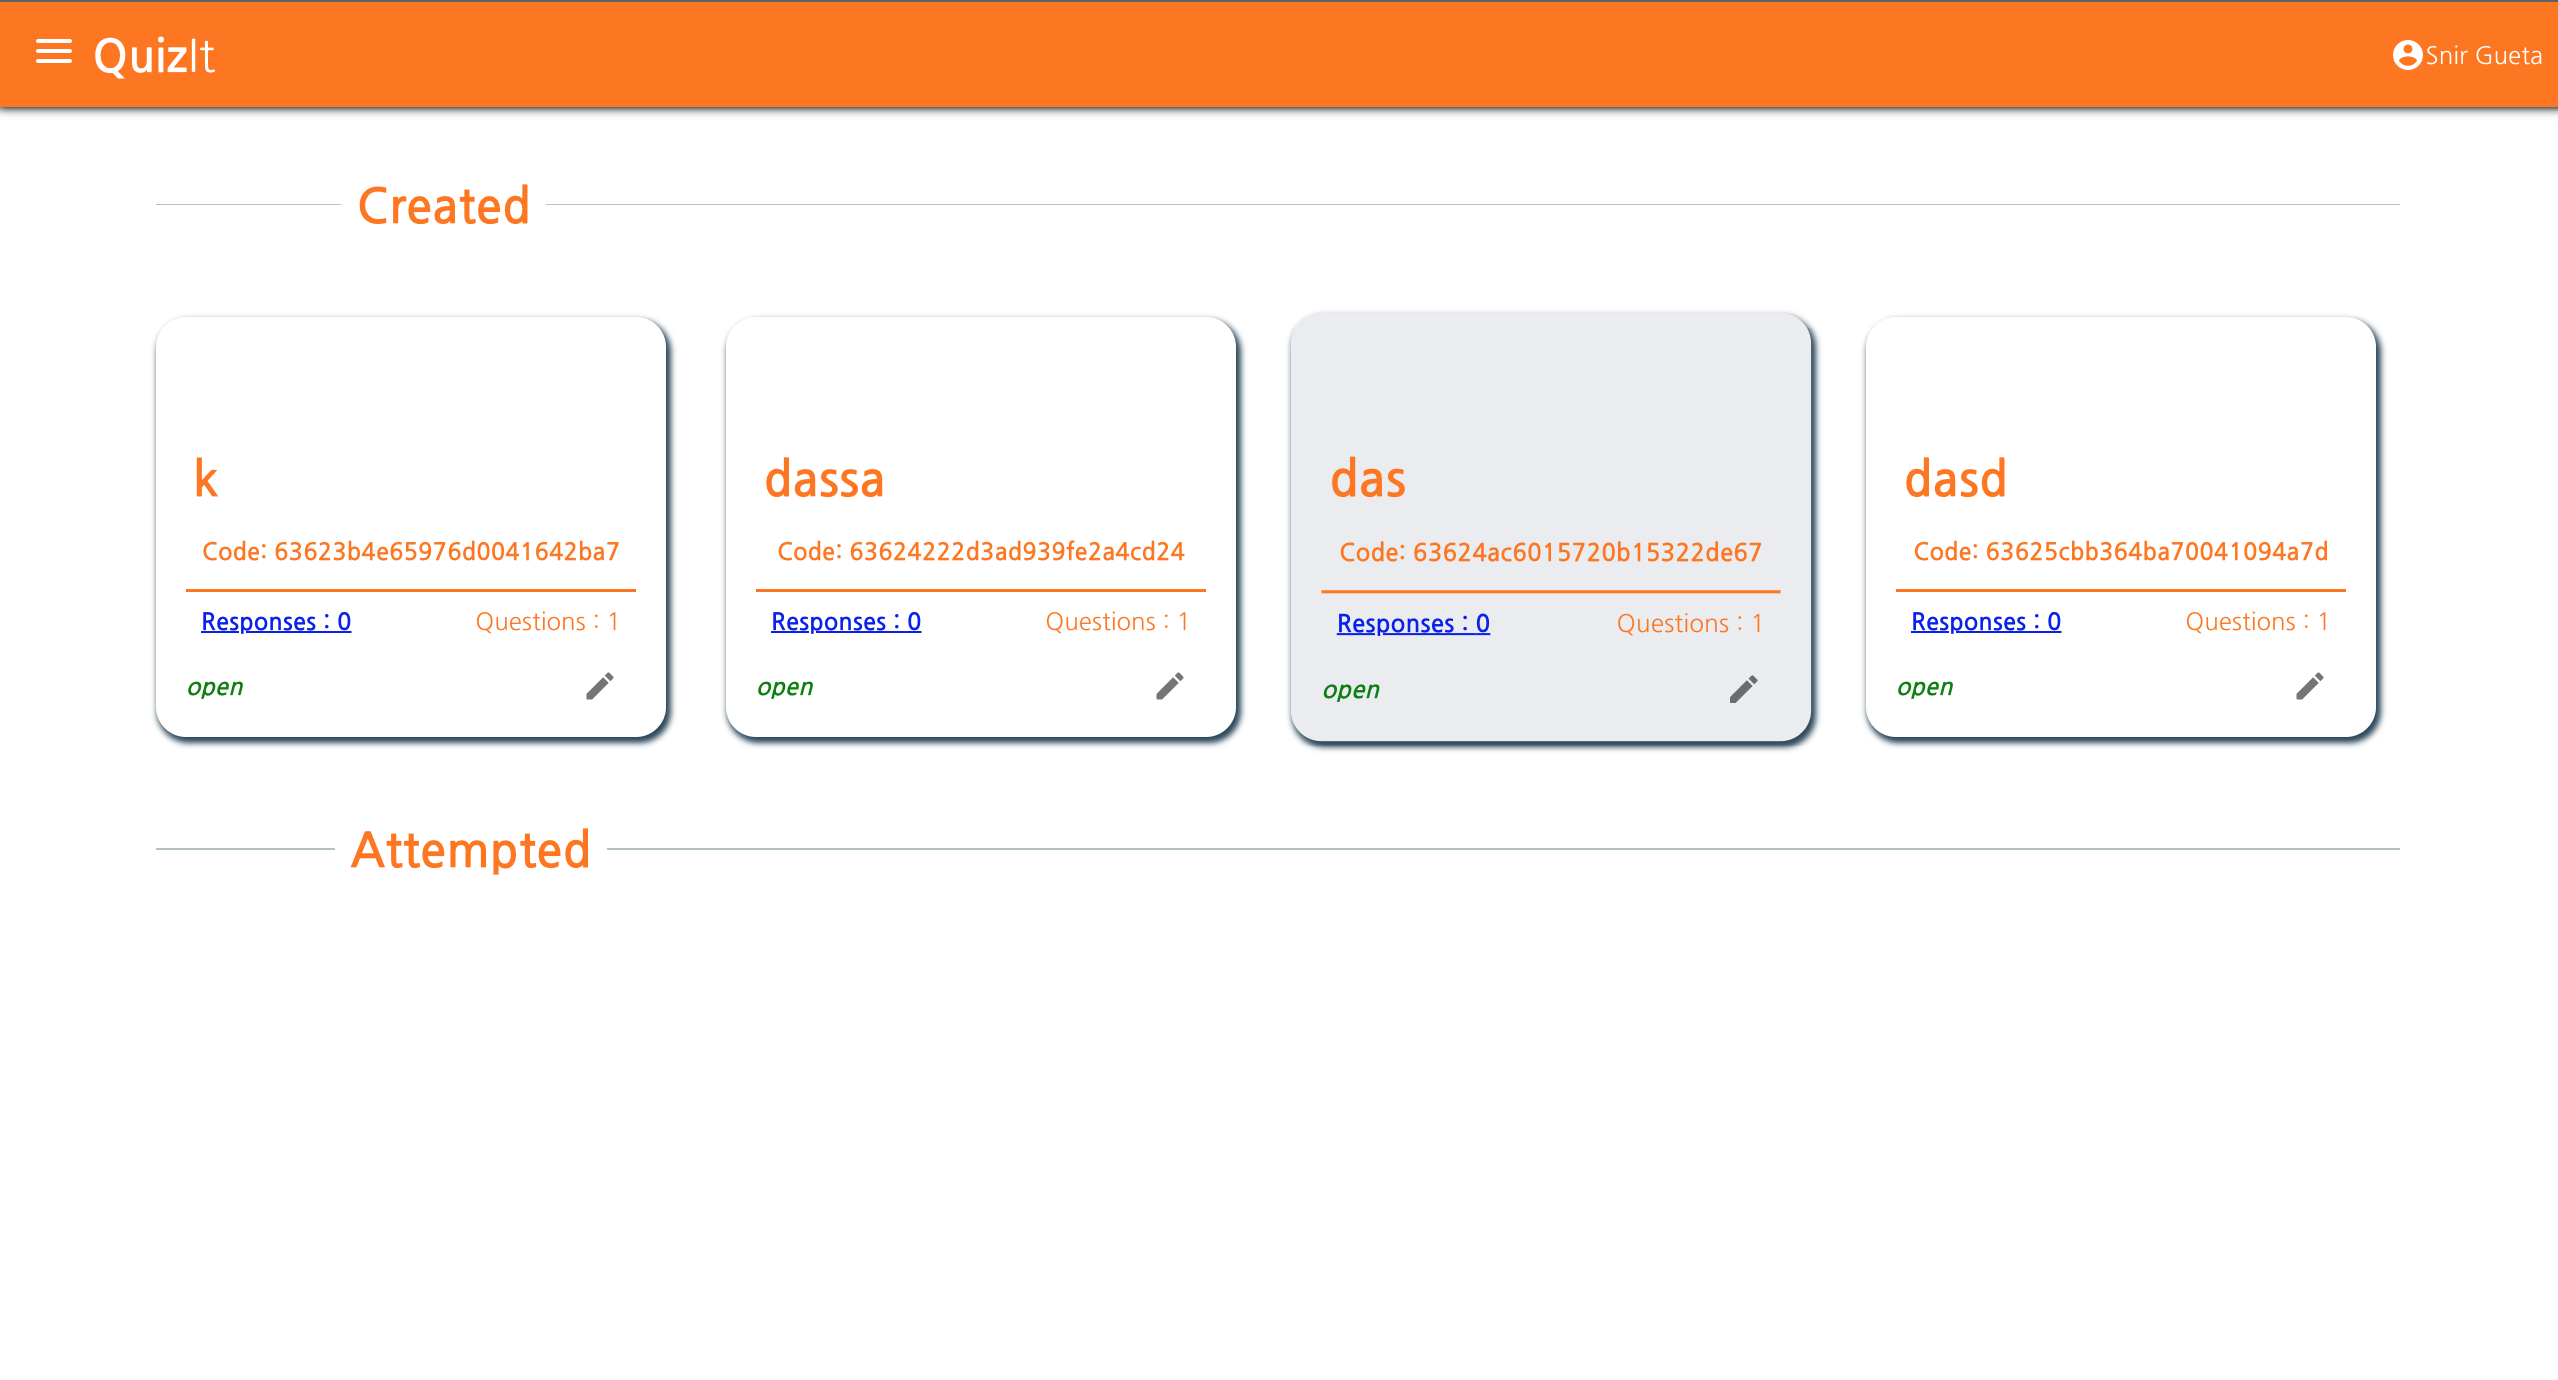 QuizIt
Snir Gueta
Created
k
Code: 63623b4e65976d0041642ba7
Responses : 0
Questions : 1
open
dassa
Code: 63624222d3ad939fe2a4cd24
Responses : 0
Questions : 1
open
das
Code: 63624ac6015720b15322de67
Responses : 0
Questions : 1
open
dasd
Code: 63625cbb364ba70041094a7d
Responses : 0
Questions : 1
open
Attempted